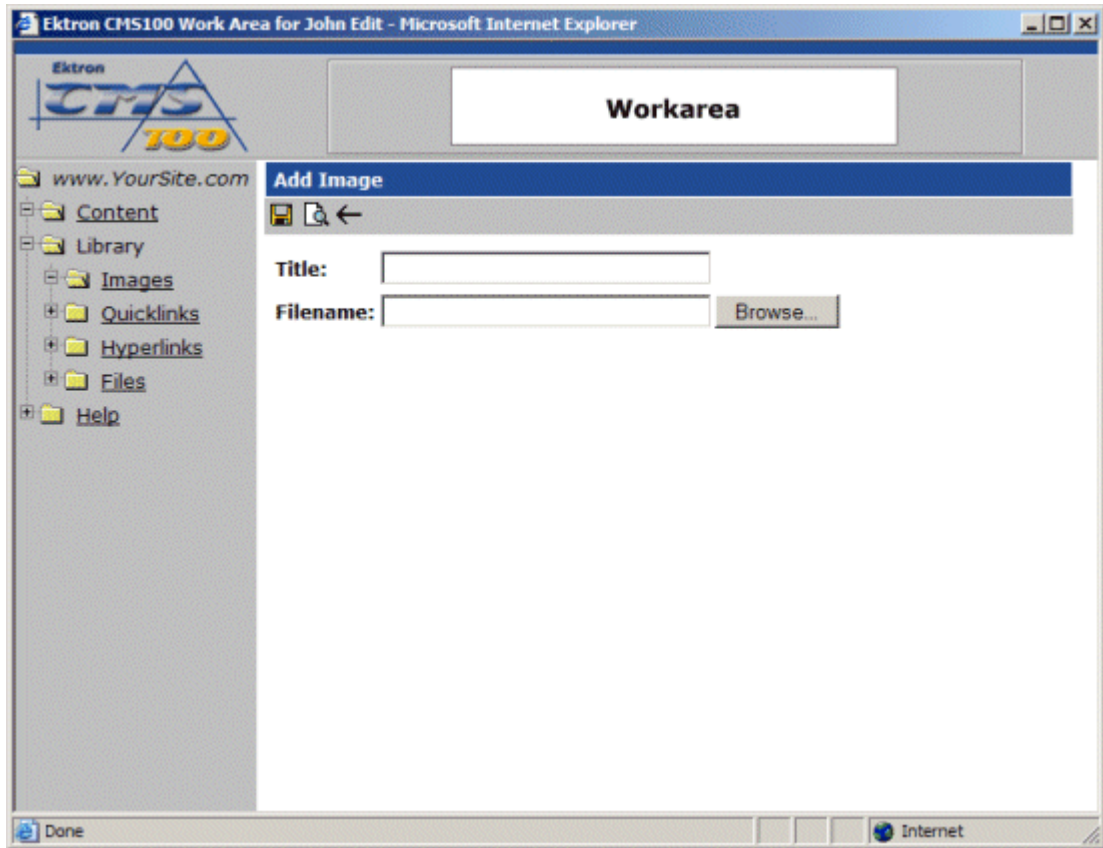 Ektron CMS100 Work Area for John Edit - Microsoft Internet Explorer
Ektron
CMS
100
Workarea
www.YourSite.com
Content
Library
Images
Quicklinks
Hyperlinks
Files
Help
Add Image
Title:
Filename:
Browse...
Done
Internet